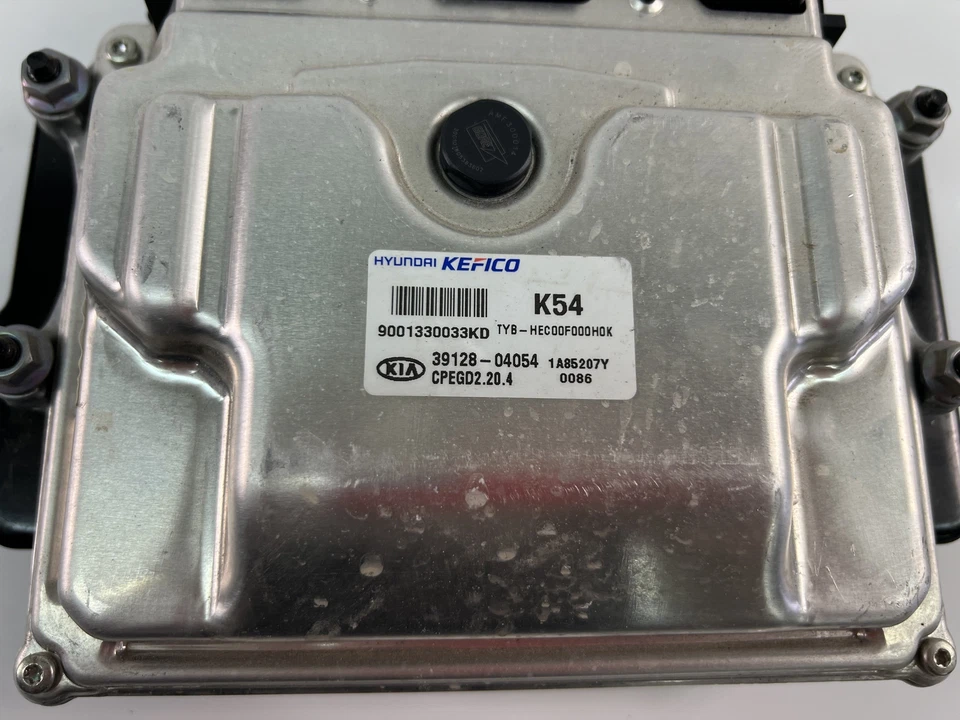 HYUNDAI KEFICO
K54
9001330033KD TYB-HEC00F000H0K
KIA 39128-04054 1A85207Y
CPEGD2.20.4 0086